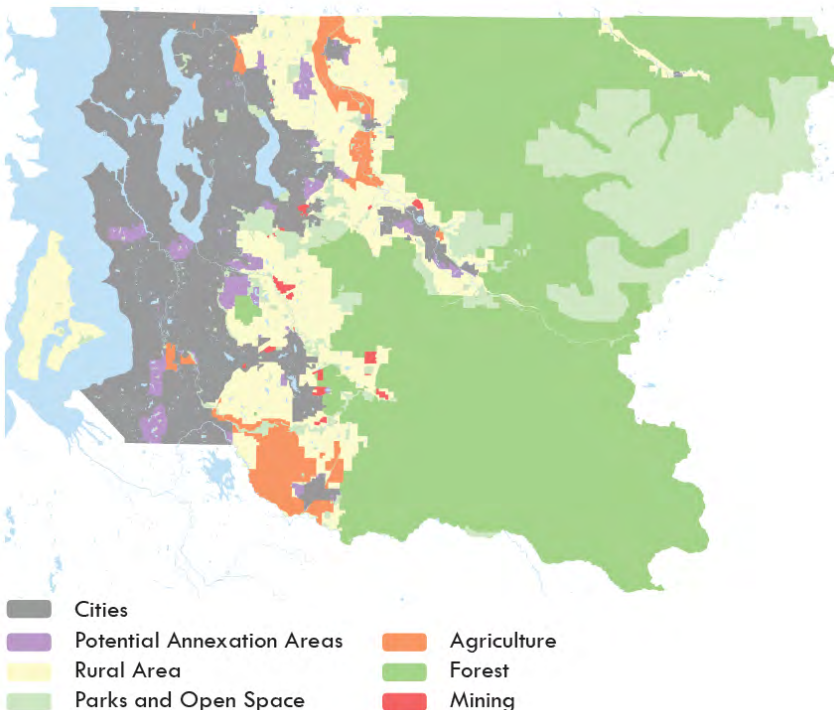 Cities
Potential Annexation Areas
Rural Area
Parks and Open Space
Agriculture
Forest
Mining